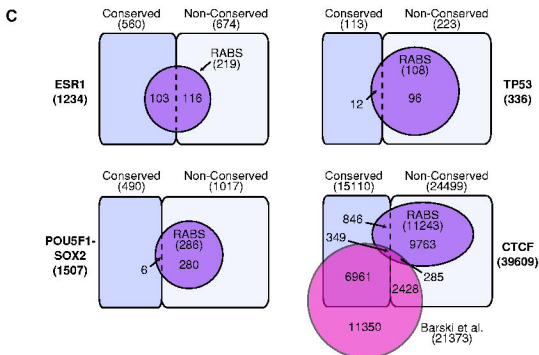 C
Conserved
(560)
Non-Conserved
(674)
RABS
(219)
ESR1
(1234)
103
116
Conserved
(113)
Non-Conserved
(223)
RABS
(108)
TP53
(336)
12
96
Conserved
(490)
Non-Conserved
(1017)
RABS
(286)
POU5F1-
SOX2
(1507)
6
280
Conserved
(15110)
Non-Conserved
(24499)
846
RABS
(11243)
349
9763
CTCF
(39609)
6961
285
2428
11350
Barski et al.
(21373)